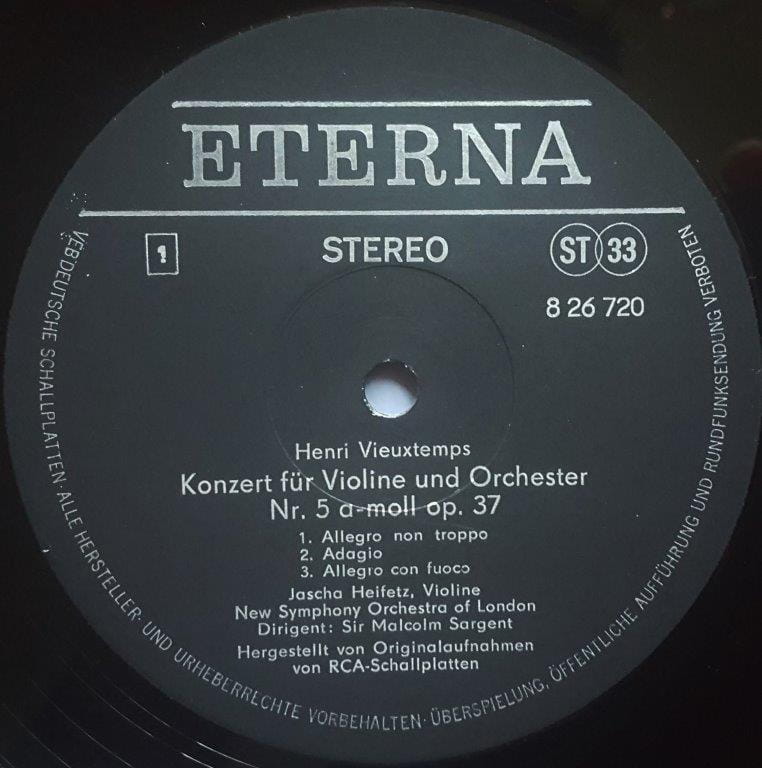 ETERNA
1
STEREO
ST 33
8 26 720
Henri Vieuxtemps
Konzert für Violine und Orchester
Nr. 5 a-moll op. 37
1. Allegro non troppo
2. Adagio
3. Allegro con fuoco
Jascha Heifetz, Violine
New Symphony Orchestra of London
Dirigent: Sir Malcolm Sargent
Hergestellt von Originalaufnahmen
von RCA-Schallplatten
VEB DEUTSCHE SCHALLPLATTEN·ALLE HERSTELLER- UND URHEBERRECHTE VORBEHALTEN·ÜBERSPIELUNG, ÖFFENTLICHE AUFFÜHRUNG UND RUNDFUNKSENDUNG VERBOTEN